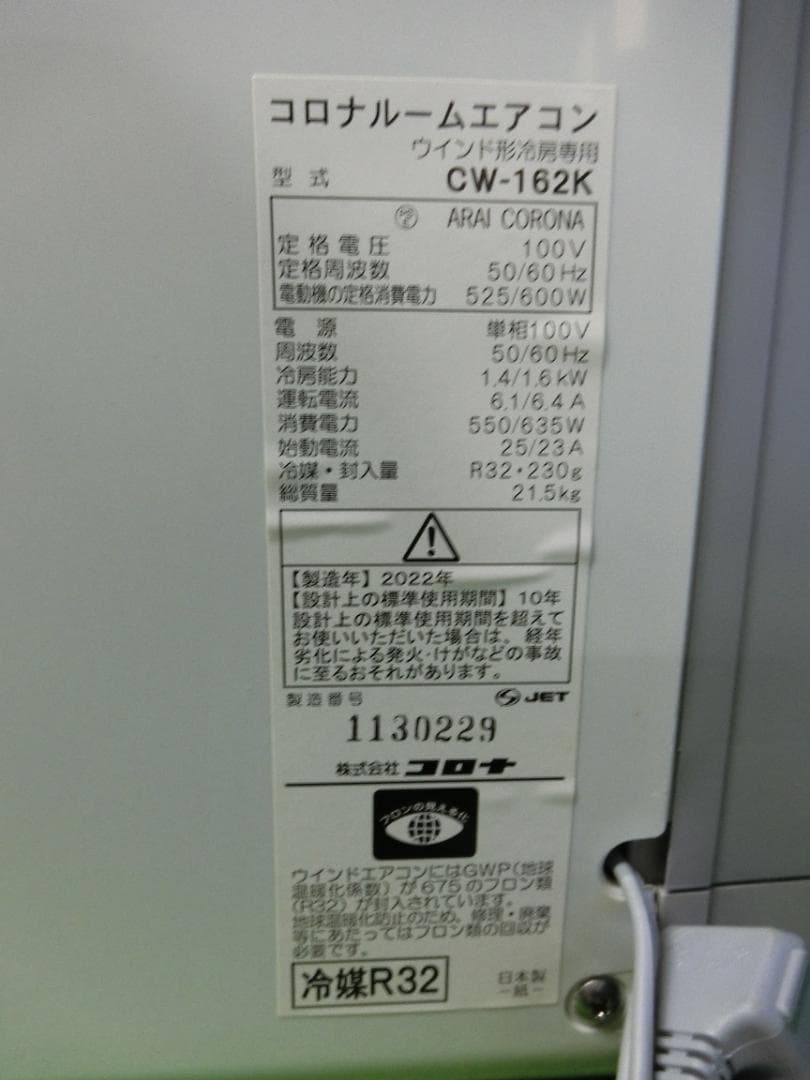 コロナルームエアコン
ウインド形冷房専用
型式 CW-162K
ARAI CORONA
定格電圧 100V
定格周波数 50/60Hz
電動機の定格消費電力 525/600W
電源 単相100V
周波数 50/60Hz
冷房能力 1.4/1.6kW
運転電流 6.1/6.4A
消費電力 550/635W
始動電流 25/23A
冷媒・封入量 R32・230g
総質量 21.5kg
【製造年】2022年
【設計上の標準使用期間】10年
設計上の標準使用期間を超えて
お使いいただいた場合は、経年
劣化による発火・けがなどの事故
に至るおそれがあります。
製造番号 JET
1130229
株式会社 コロナ
フロンの見える化
ウインドエアコンにはGWP(地球
温暖化係数)が675のフロン類
(R32)が封入されています。
地球温暖化防止のため、修理・廃棄
等にあたってはフロン類の回収が
必要です。
冷媒R32
日本製
-紙-